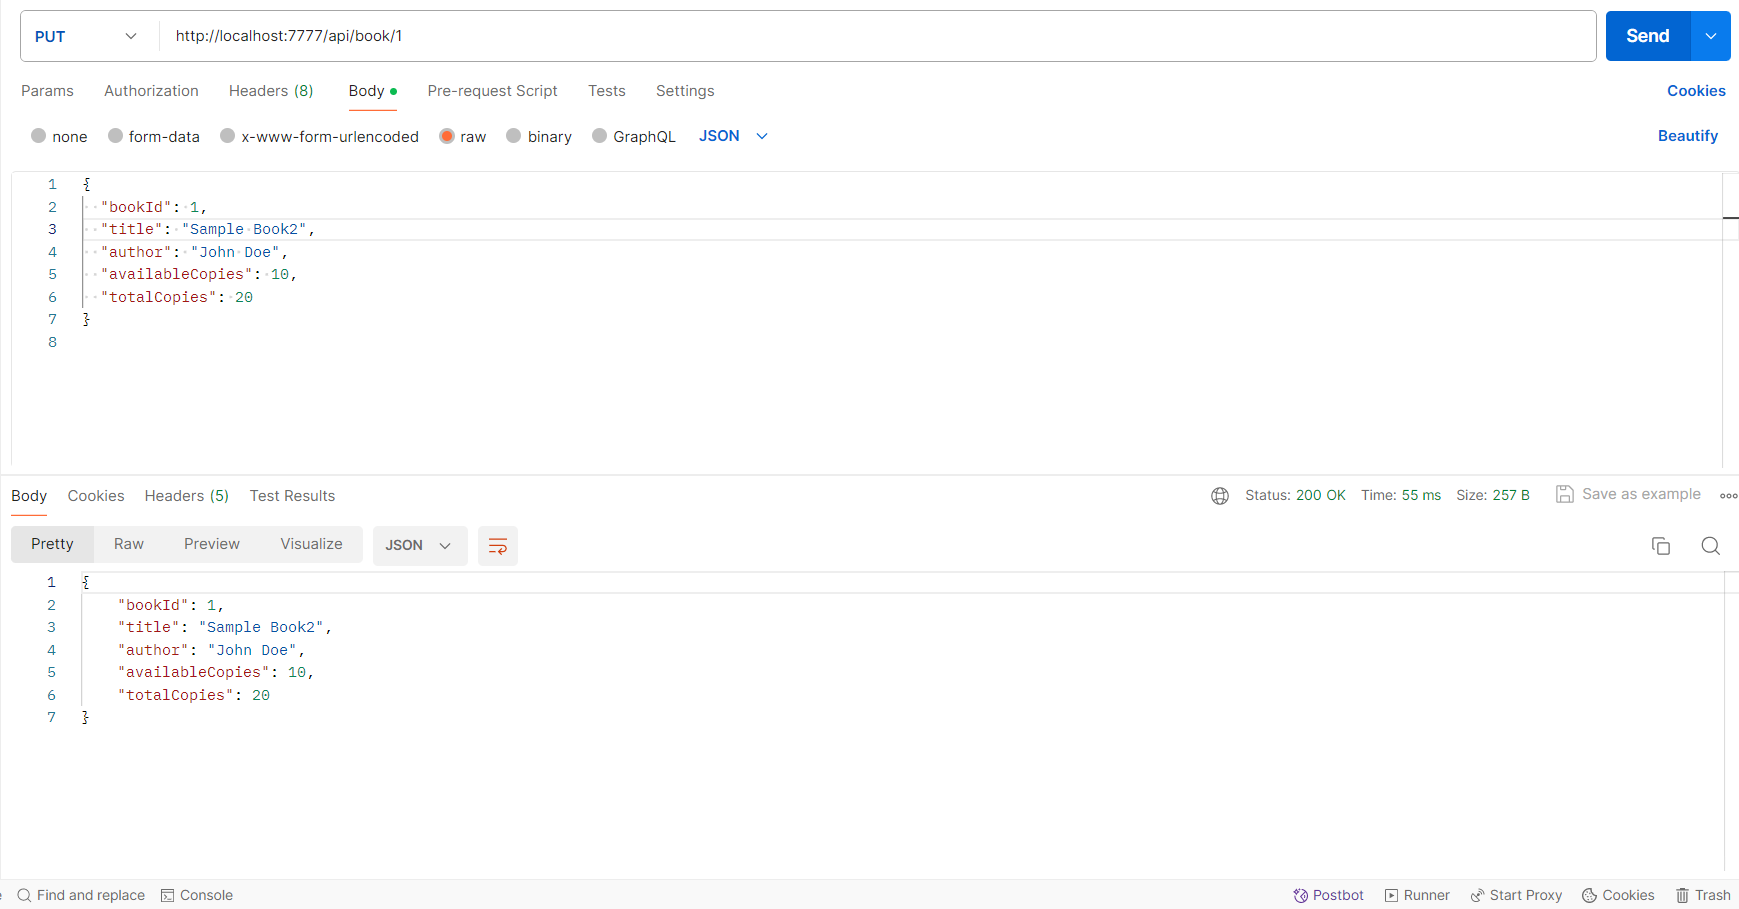 PUT http://localhost:7777/api/book/1 Send
Params Authorization Headers (8) Body Pre-request Script Tests Settings Cookies
none form-data x-www-form-urlencoded raw binary GraphQL JSON Beautify
1 {
2 "bookId": 1,
3 "title": "Sample Book2",
4 "author": "John Doe",
5 "availableCopies": 10,
6 "totalCopies": 20
7 }
8
Body Cookies Headers (5) Test Results Status: 200 OK Time: 55 ms Size: 257 B Save as example
Pretty Raw Preview Visualize JSON
1 {
2 "bookId": 1,
3 "title": "Sample Book2",
4 "author": "John Doe",
5 "availableCopies": 10,
6 "totalCopies": 20
7 }
Find and replace Console Postbot Runner Start Proxy Cookies Trash